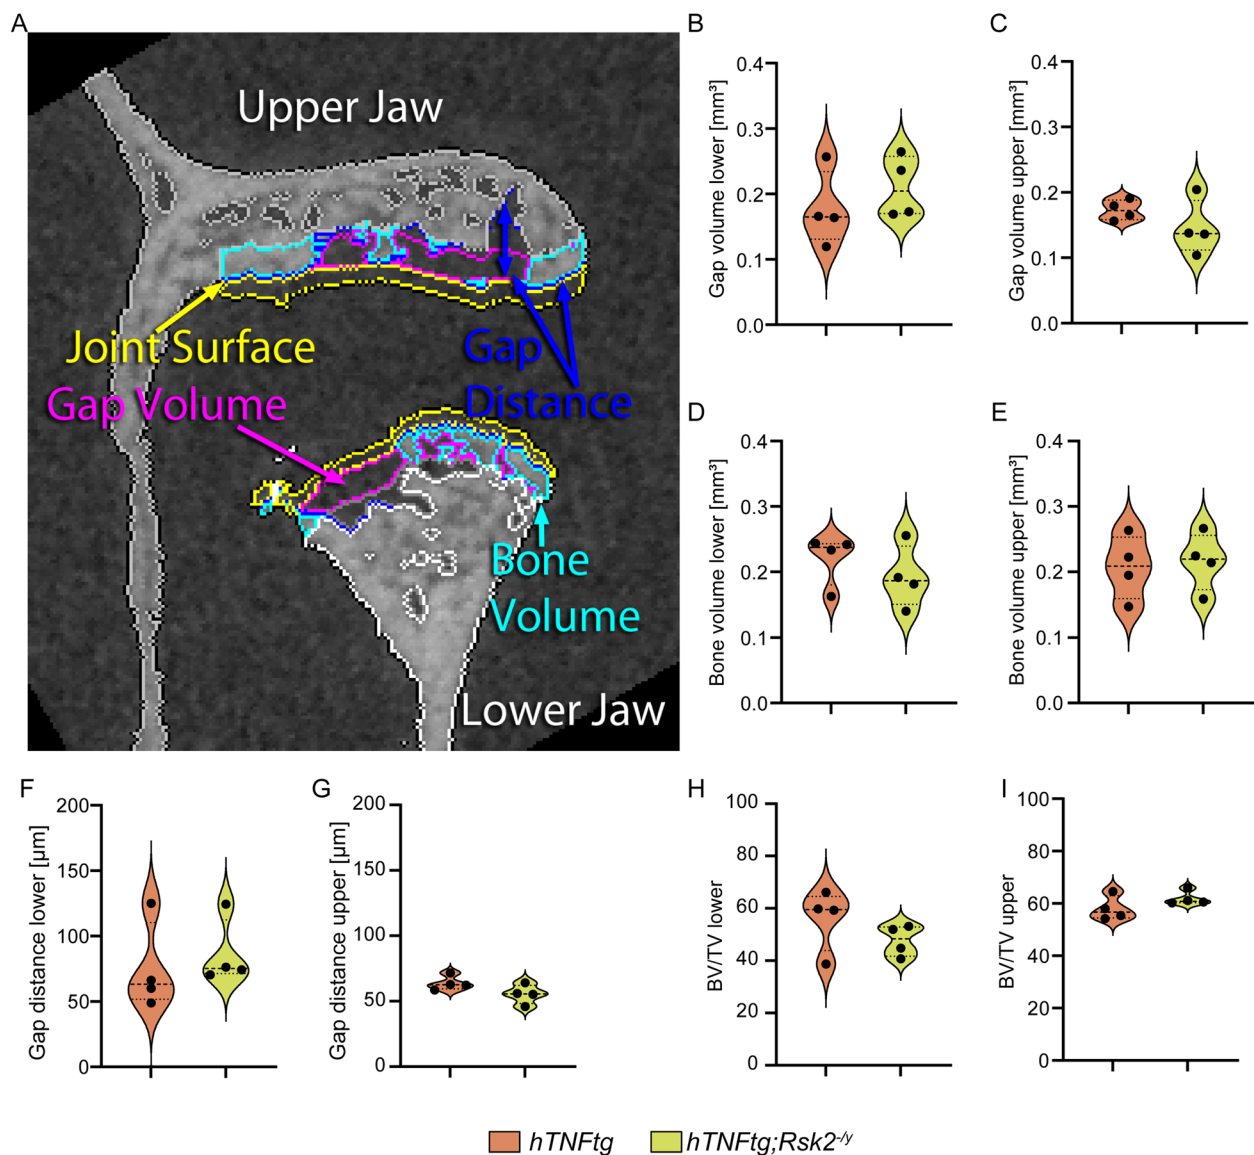 A
Upper Jaw
Joint Surface
Gap Volume
Gap
Distance
Bone
Volume
Lower Jaw
B
Gap volume lower [mm³]
0.4
0.3
0.2
0.1
0.0
C
Gap volume upper [mm³]
0.4
0.3
0.2
0.1
0.0
D
Bone volume lower [mm³]
0.4
0.3
0.2
0.1
0.0
E
Bone volume upper [mm³]
0.4
0.3
0.2
0.1
0.0
F
Gap distance lower [µm]
200
150
100
50
0
G
Gap distance upper [µm]
200
150
100
50
0
H
BV/TV lower
100
80
60
40
20
0
I
BV/TV upper
100
80
60
40
20
0
hTNFtg
hTNFtg;Rsk2⁻/ʸ